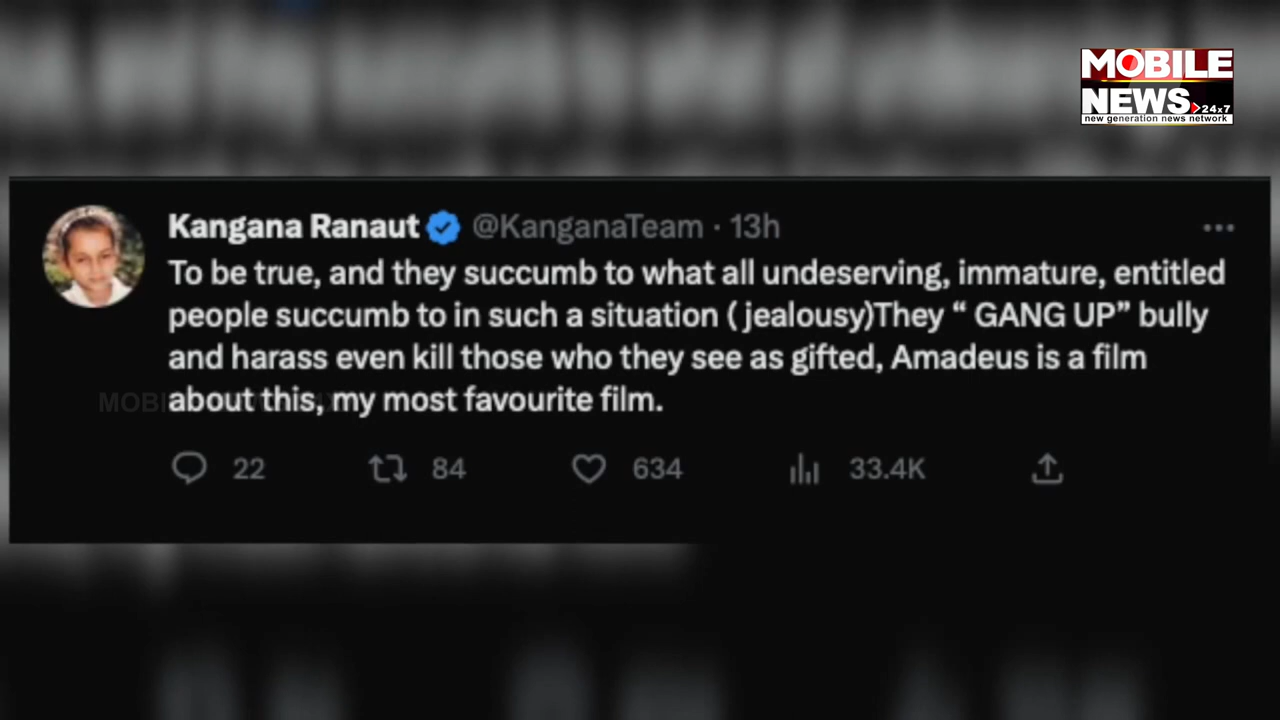 MOBILE
NEWS 24x7
new generation news network
Kangana Ranaut @KanganaTeam · 13h
To be true, and they succumb to what all undeserving, immature, entitled
people succumb to in such a situation ( jealousy)They “ GANG UP” bully
and harass even kill those who they see as gifted, Amadeus is a film
about this, my most favourite film.
22 84 634 33.4K